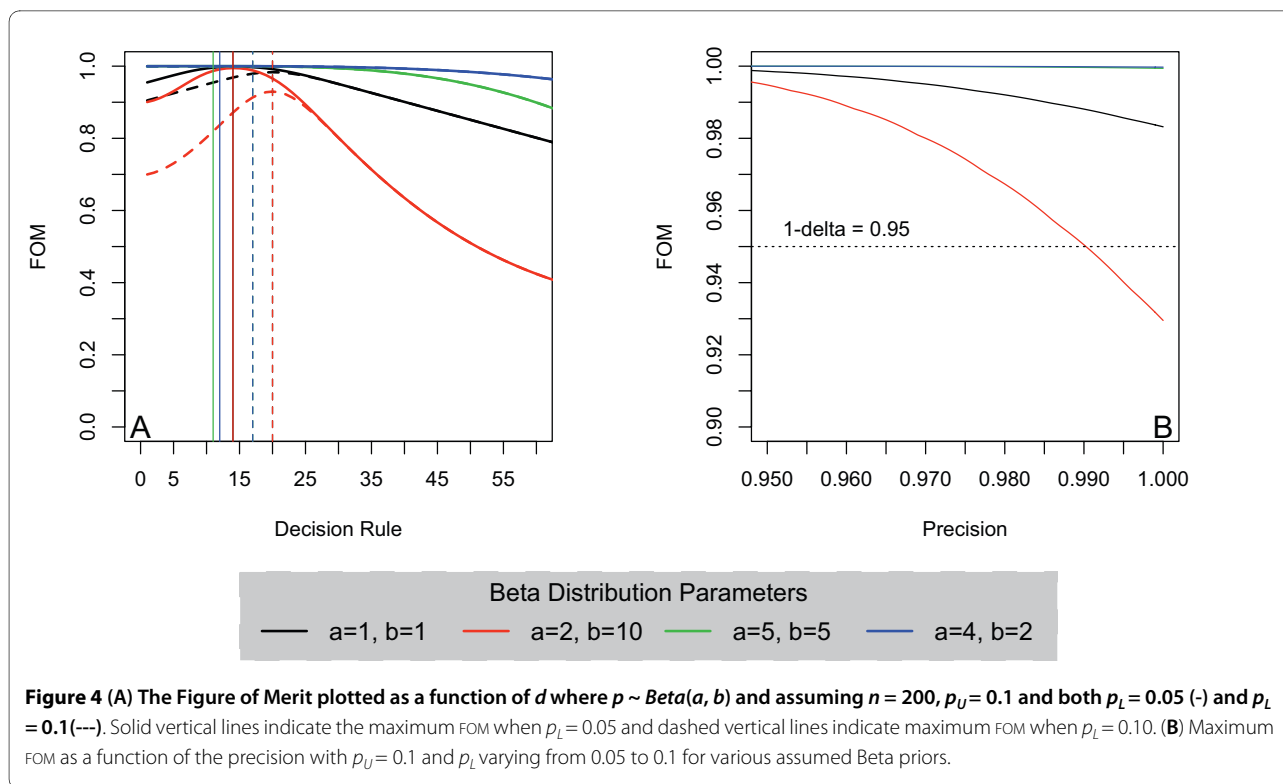 FOM
0.0 0.2 0.4 0.6 0.8 1.0
A
0 5 15 25 35 45 55
Decision Rule
FOM
0.90 0.92 0.94 0.96 0.98 1.00
1-delta = 0.95
B
0.950 0.960 0.970 0.980 0.990 1.000
Precision
Beta Distribution Parameters
a=1, b=1 a=2, b=10 a=5, b=5 a=4, b=2
Figure 4 (A) The Figure of Merit plotted as a function of d where p ~ Beta(a, b) and assuming n = 200, pU = 0.1 and both pL = 0.05 (-) and pL
= 0.1(---). Solid vertical lines indicate the maximum FOM when pL = 0.05 and dashed vertical lines indicate maximum FOM when pL = 0.10. (B) Maximum
FOM as a function of the precision with pU = 0.1 and pL varying from 0.05 to 0.1 for various assumed Beta priors.